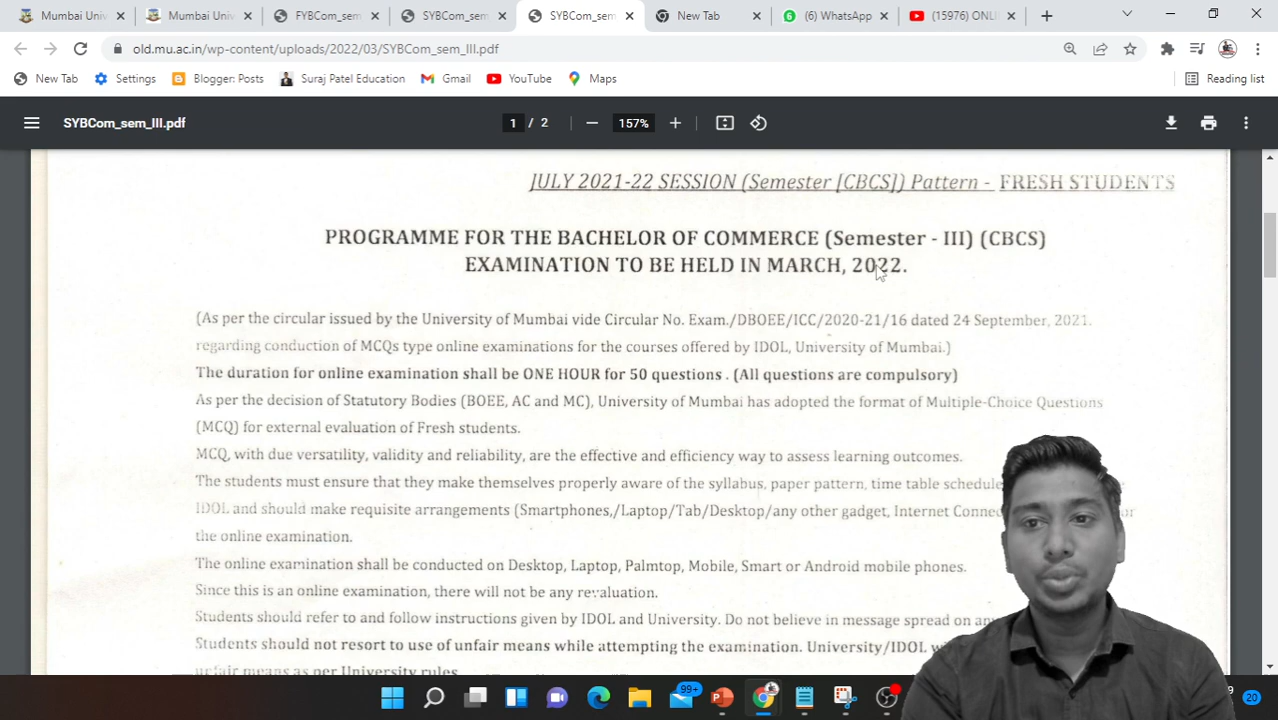 Mumbai Univ
Mumbai Univ
FYBCom_sem
SYBCom_sem
SYBCom_sem
New Tab
(6) WhatsApp
(15976) ONLI
old.mu.ac.in/wp-content/uploads/2022/03/SYBCom_sem_III.pdf
New Tab
Settings
Blogger: Posts
Suraj Patel Education
Gmail
YouTube
Maps
Reading list
SYBCom_sem_III.pdf
1 / 2
157%
JULY 2021-22 SESSION (Semester [CBCS]) Pattern - FRESH STUDENTS
PROGRAMME FOR THE BACHELOR OF COMMERCE (Semester - III) (CBCS)
EXAMINATION TO BE HELD IN MARCH, 2022.
(As per the circular issued by the University of Mumbai vide Circular No. Exam./DBOEE/ICC/2020-21/16 dated 24 September, 2021.
regarding conduction of MCQs type online examinations for the courses offered by IDOL, University of Mumbai.)
The duration for online examination shall be ONE HOUR for 50 questions . (All questions are compulsory)
As per the decision of Statutory Bodies (BOEE, AC and MC), University of Mumbai has adopted the format of Multiple-Choice Questions
(MCQ) for external evaluation of Fresh students.
MCQ, with due versatility, validity and reliability, are the effective and efficiency way to assess learning outcomes.
The students must ensure that they make themselves properly aware of the syllabus, paper pattern, time table schedule
IDOL and should make requisite arrangements (Smartphones,/Laptop/Tab/Desktop/any other gadget, Internet Connec
the online examination.
The online examination shall be conducted on Desktop, Laptop, Palmtop, Mobile, Smart or Android mobile phones.
Since this is an online examination, there will not be any revaluation.
Students should refer to and follow instructions given by IDOL and University. Do not believe in message spread on an
Students should not resort to use of unfair means while attempting the examination. University/IDOL
unfair means as per University rules.
99+
20